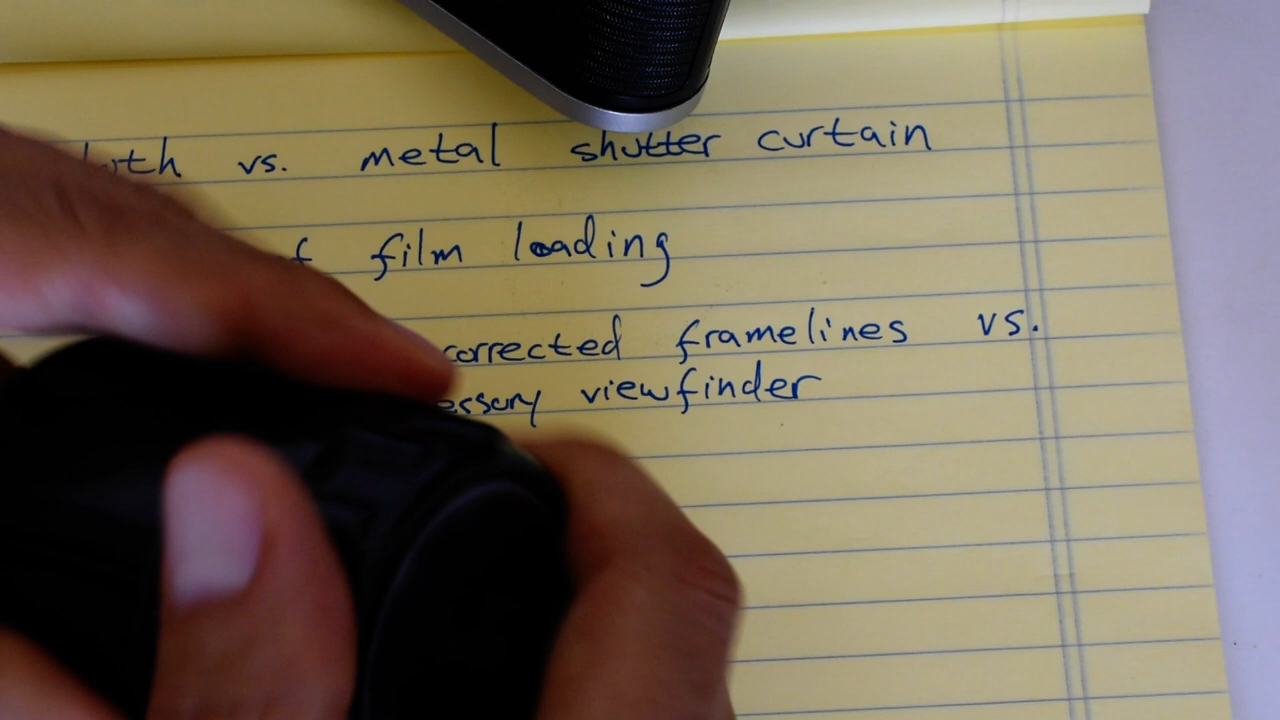 vs. metal shutter curtain
film loading
corrected framelines vs.
viewfinder